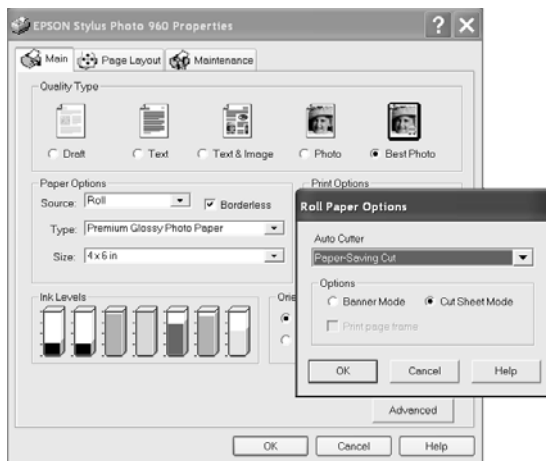 EPSON Stylus Photo 960 Properties
Main
Page Layout
Maintenance
Quality Type
Draft
Text
Text & Image
Photo
Best Photo
Paper Options
Source:
Roll
Borderless
Type:
Premium Glossy Photo Paper
Size:
4 x 6 in
Print Options
Roll Paper Options
Auto Cutter
Paper-Saving Cut
Options
Banner Mode
Cut Sheet Mode
Print page frame
OK
Cancel
Help
Ink Levels
Orie
Advanced
OK
Cancel
Help